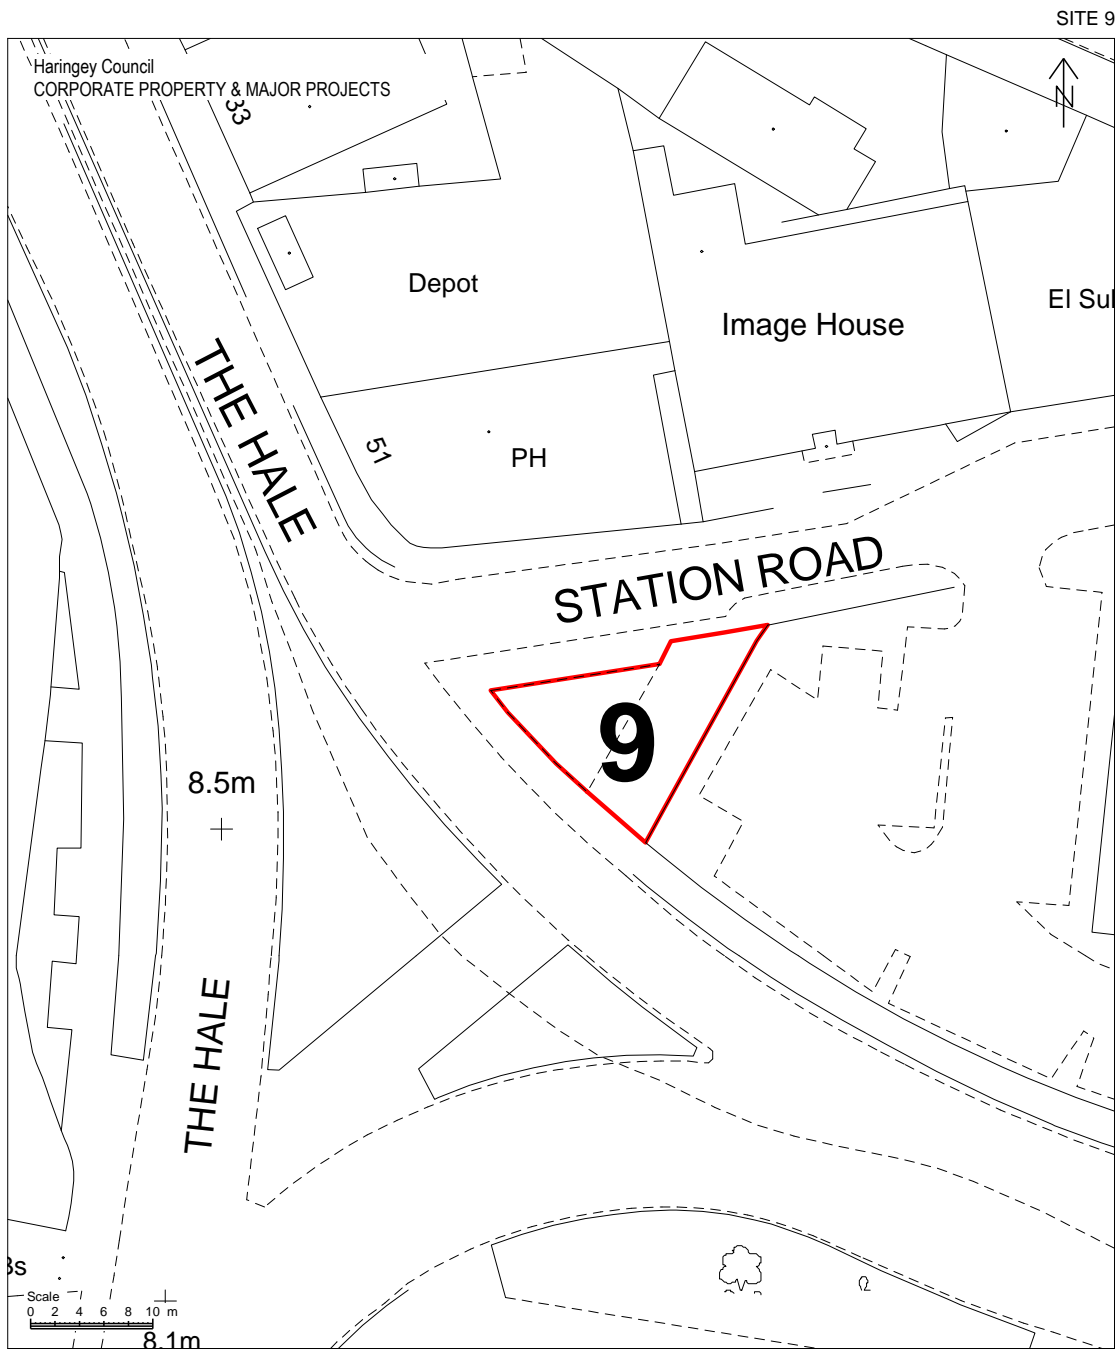 SITE 9
Haringey Council
CORPORATE PROPERTY & MAJOR PROJECTS
N
33
Depot
Image House
El Sul
THE HALE
51
PH
STATION ROAD
9
8.5m
THE HALE
Scale
0 2 4 6 8 10 m
8.1m